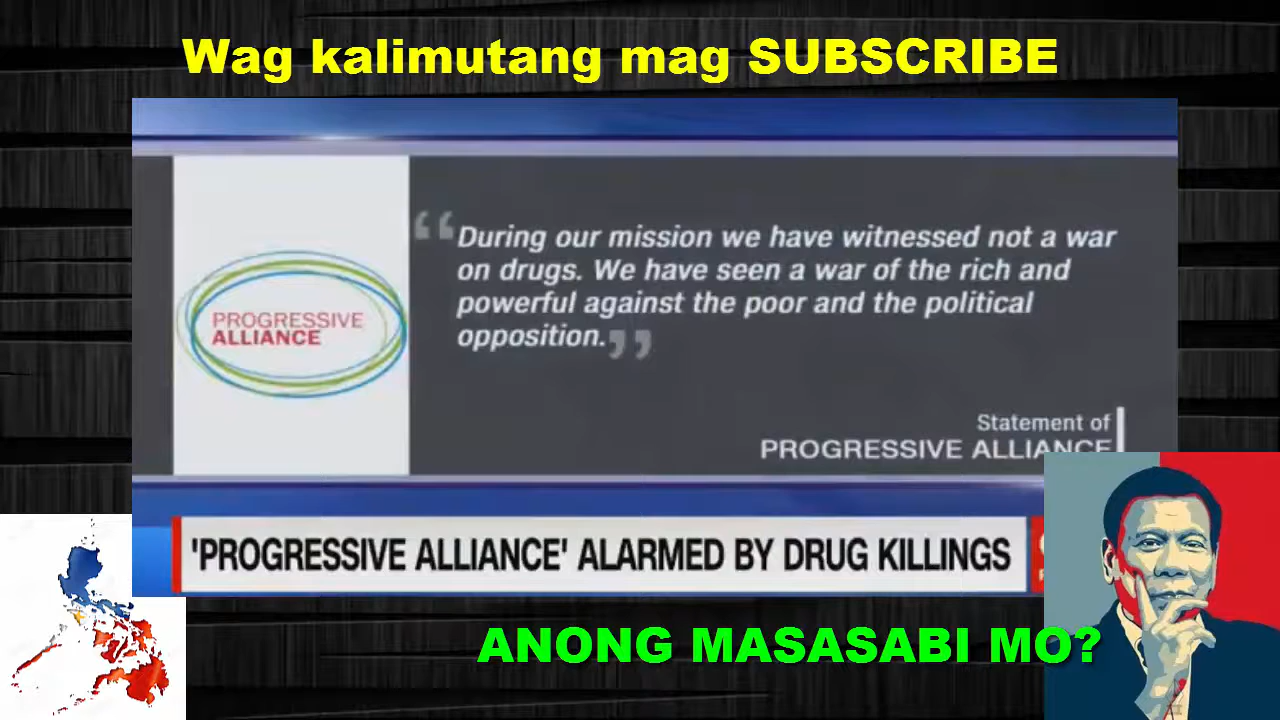 Wag kalimutang mag SUBSCRIBE
PROGRESSIVE
ALLIANCE
“During our mission we have witnessed not a war
on drugs. We have seen a war of the rich and
powerful against the poor and the political
opposition.”
Statement of
PROGRESSIVE ALLIANCE
'PROGRESSIVE ALLIANCE' ALARMED BY DRUG KILLINGS
ANONG MASASABI MO?